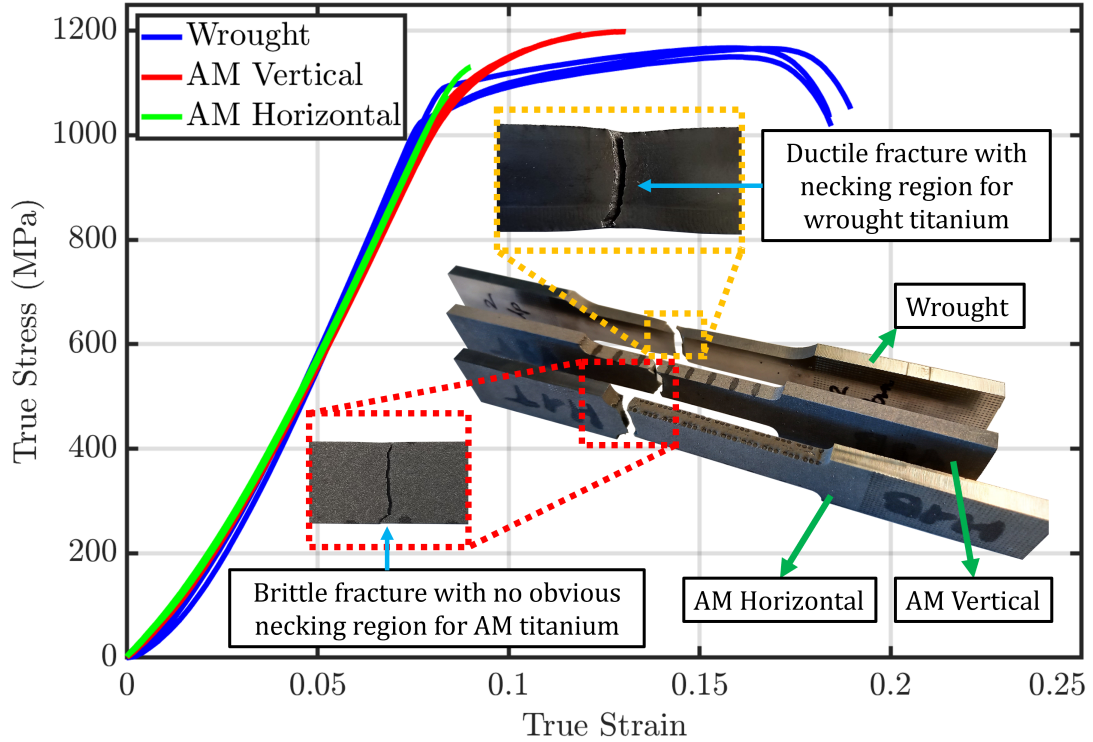 1200
1000
800
600
400
200
0
True Stress (MPa)
Wrought
AM Vertical
AM Horizontal
Ductile fracture with
necking region for
wrought titanium
Wrought
Brittle fracture with no obvious
necking region for AM titanium
AM Horizontal
AM Vertical
0
0.05
0.1
0.15
0.2
0.25
True Strain